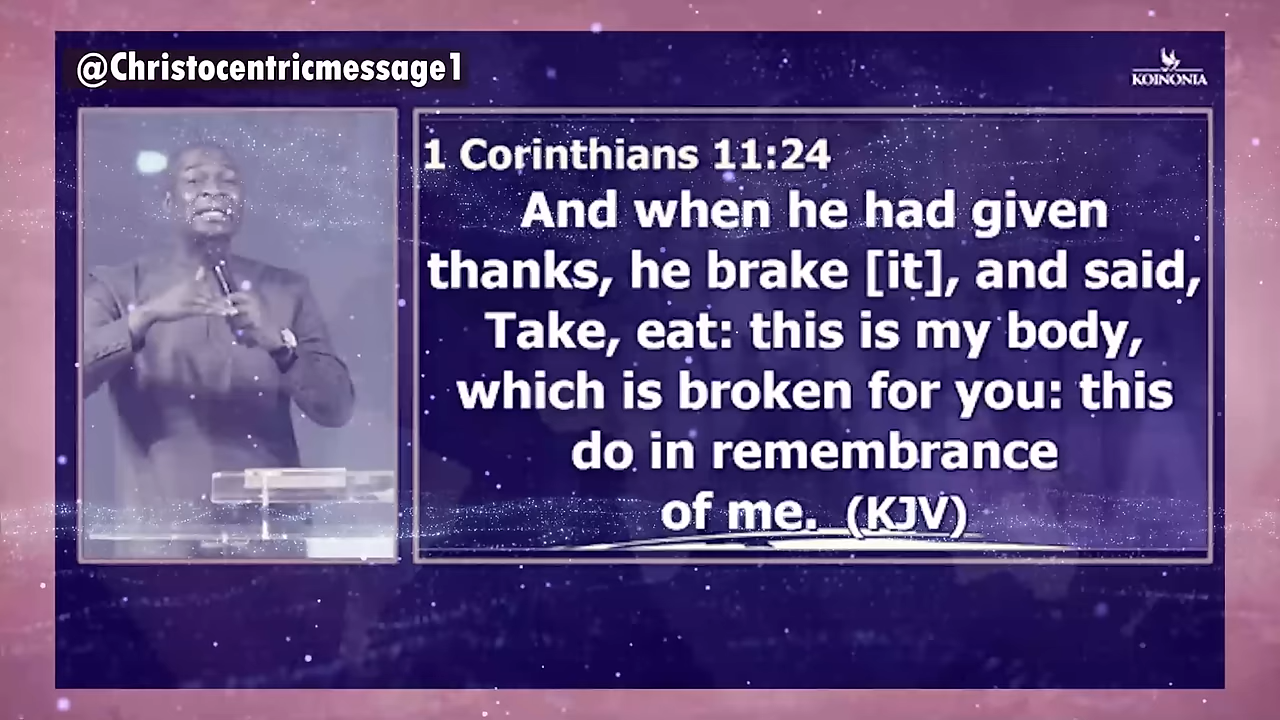 @Christocentricmessage1
KOINONIA
1 Corinthians 11:24
And when he had given
thanks, he brake [it], and said,
Take, eat: this is my body,
which is broken for you: this
do in remembrance
of me. (KJV)